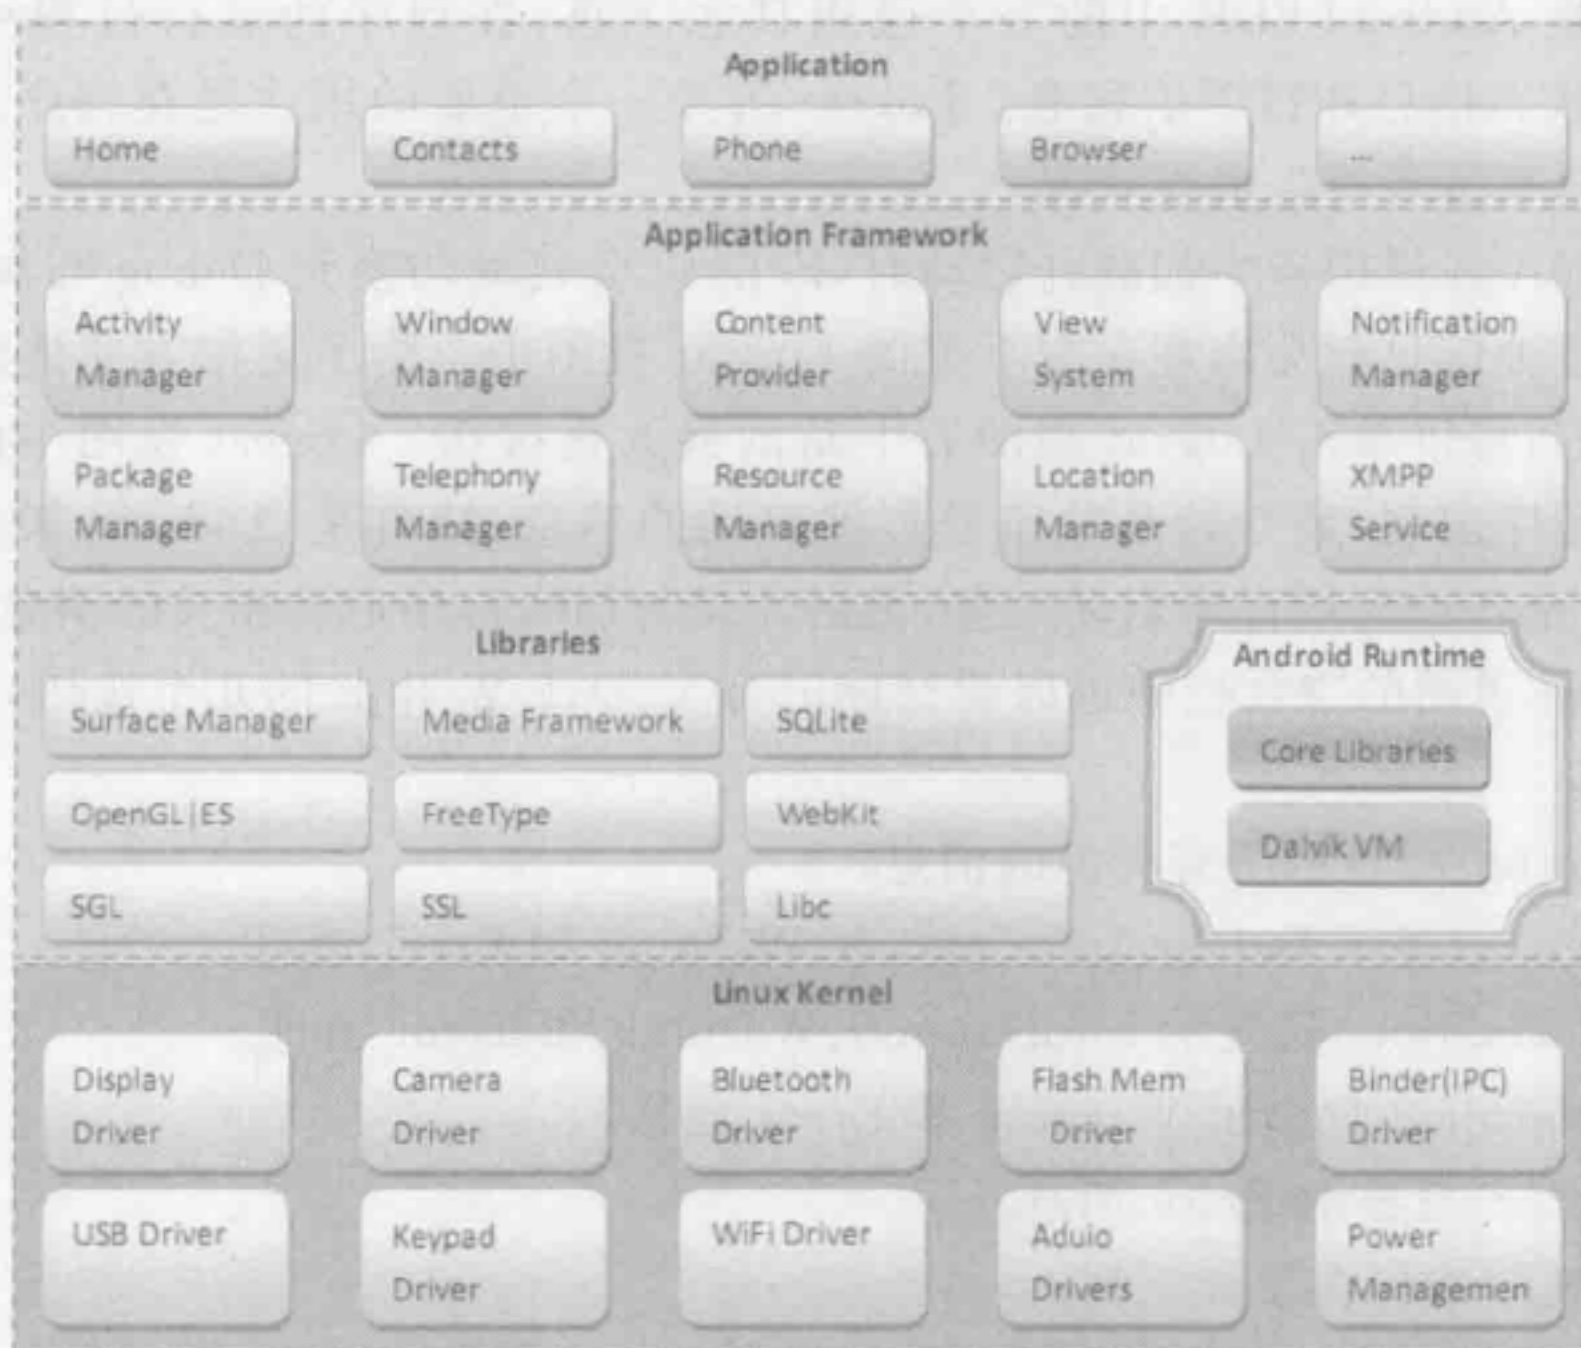 Application
Home
Contacts
Phone
Browser
...
Application Framework
Activity
Manager
Window
Manager
Content
Provider
View
System
Notification
Manager
Package
Manager
Telephony
Manager
Resource
Manager
Location
Manager
XMPP
Service
Libraries
Surface Manager
Media Framework
SQLite
OpenGL|ES
FreeType
WebKit
SGL
SSL
Libc
Android Runtime
Core Libraries
Dalvik VM
Linux Kernel
Display
Driver
Camera
Driver
Bluetooth
Driver
Flash Mem
Driver
Binder(IPC)
Driver
USB Driver
Keypad
Driver
WiFi Driver
Aduio
Drivers
Power
Managemen